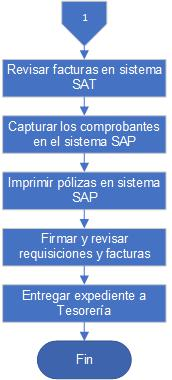 1
Revisar facturas en sistema
SAT
Capturar los comprobantes
en el sistema SAP
Imprimir pólizas en sistema
SAP
Firmar y revisar
requisiciones y facturas
Entregar expediente a
Tesorería
Fin